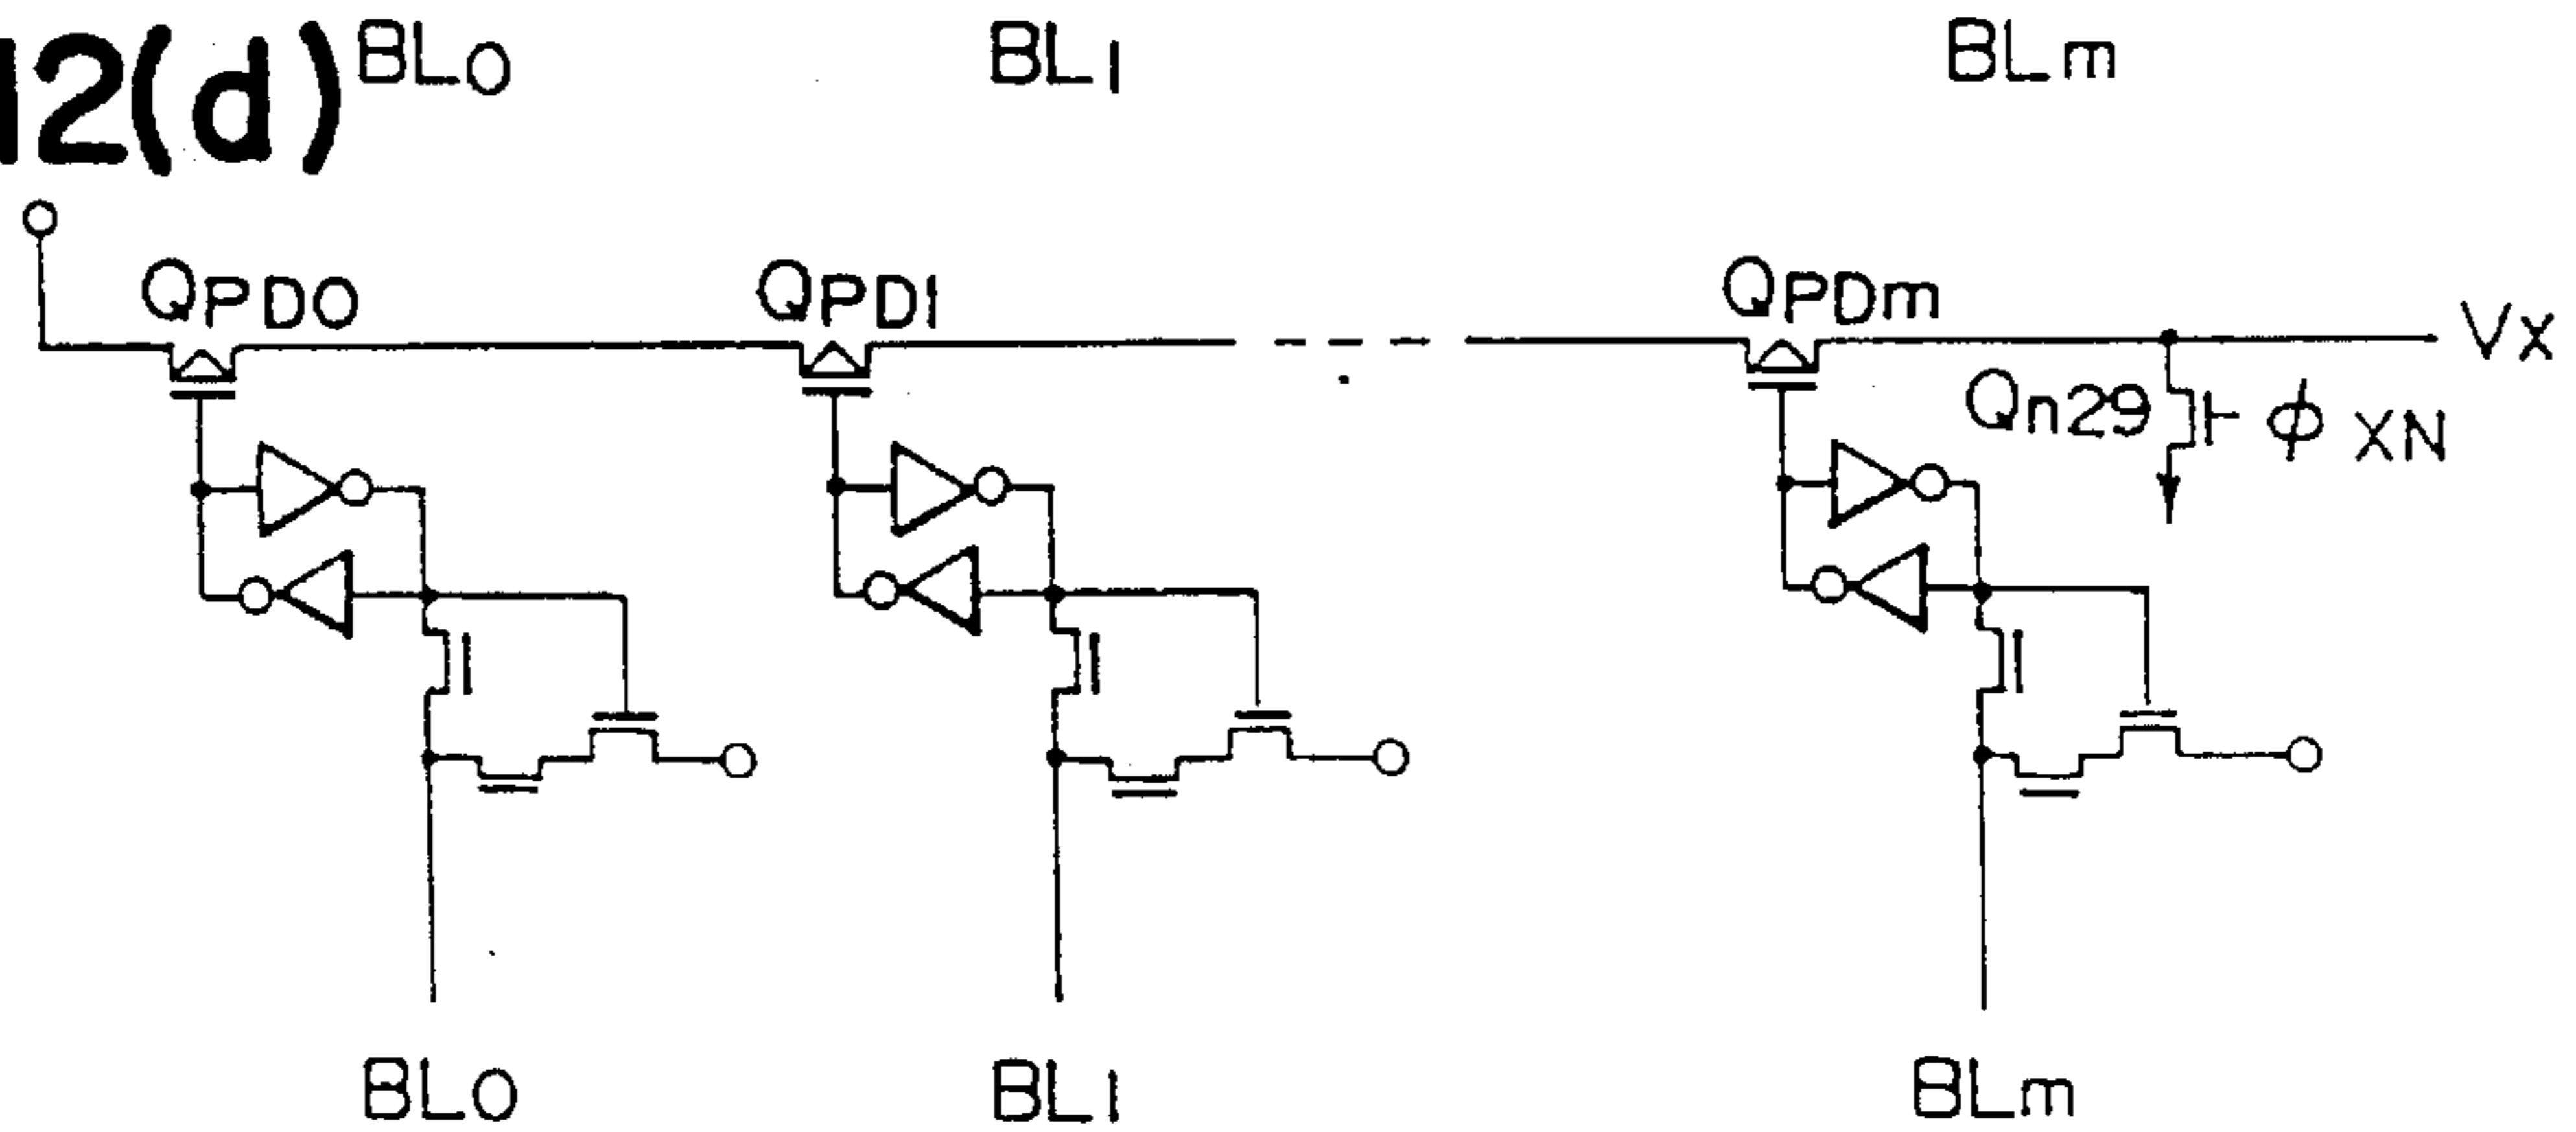 12(d)
BL0 BL1 BLm
QPD0 QPD1 QPDm
Vx
Qn29 ϕXN
BL0 BL1 BLm